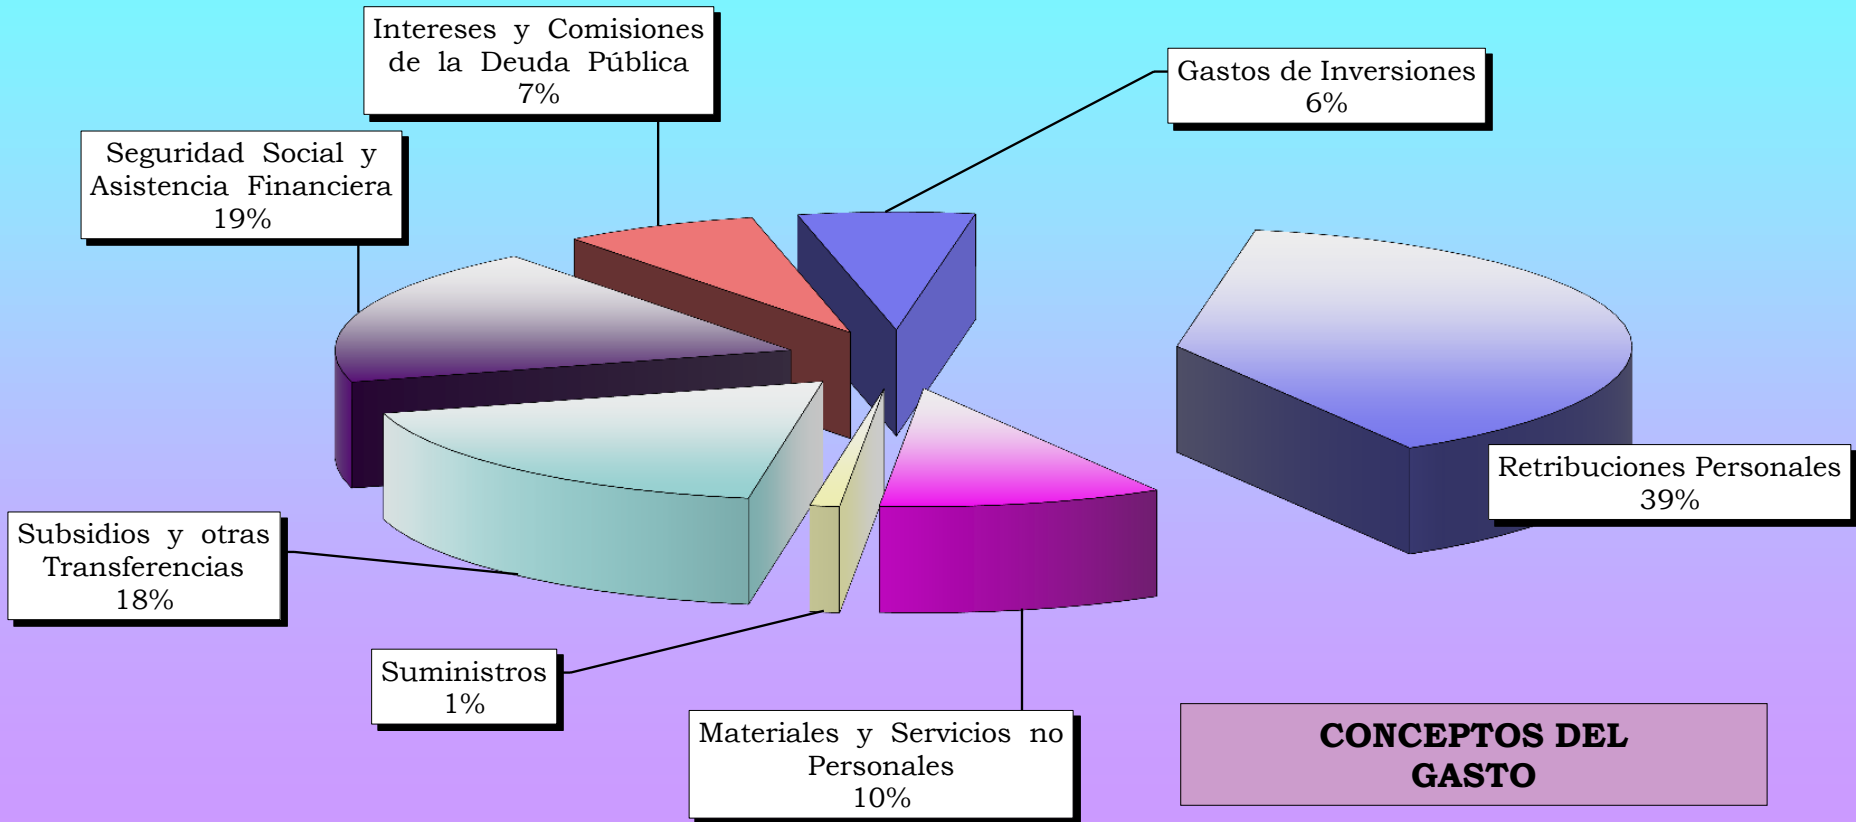 Intereses y Comisiones
de la Deuda Pública
7%
Gastos de Inversiones
6%
Seguridad Social y
Asistencia Financiera
19%
Retribuciones Personales
39%
Subsidios y otras
Transferencias
18%
Suministros
1%
Materiales y Servicios no
Personales
10%
CONCEPTOS DEL
GASTO